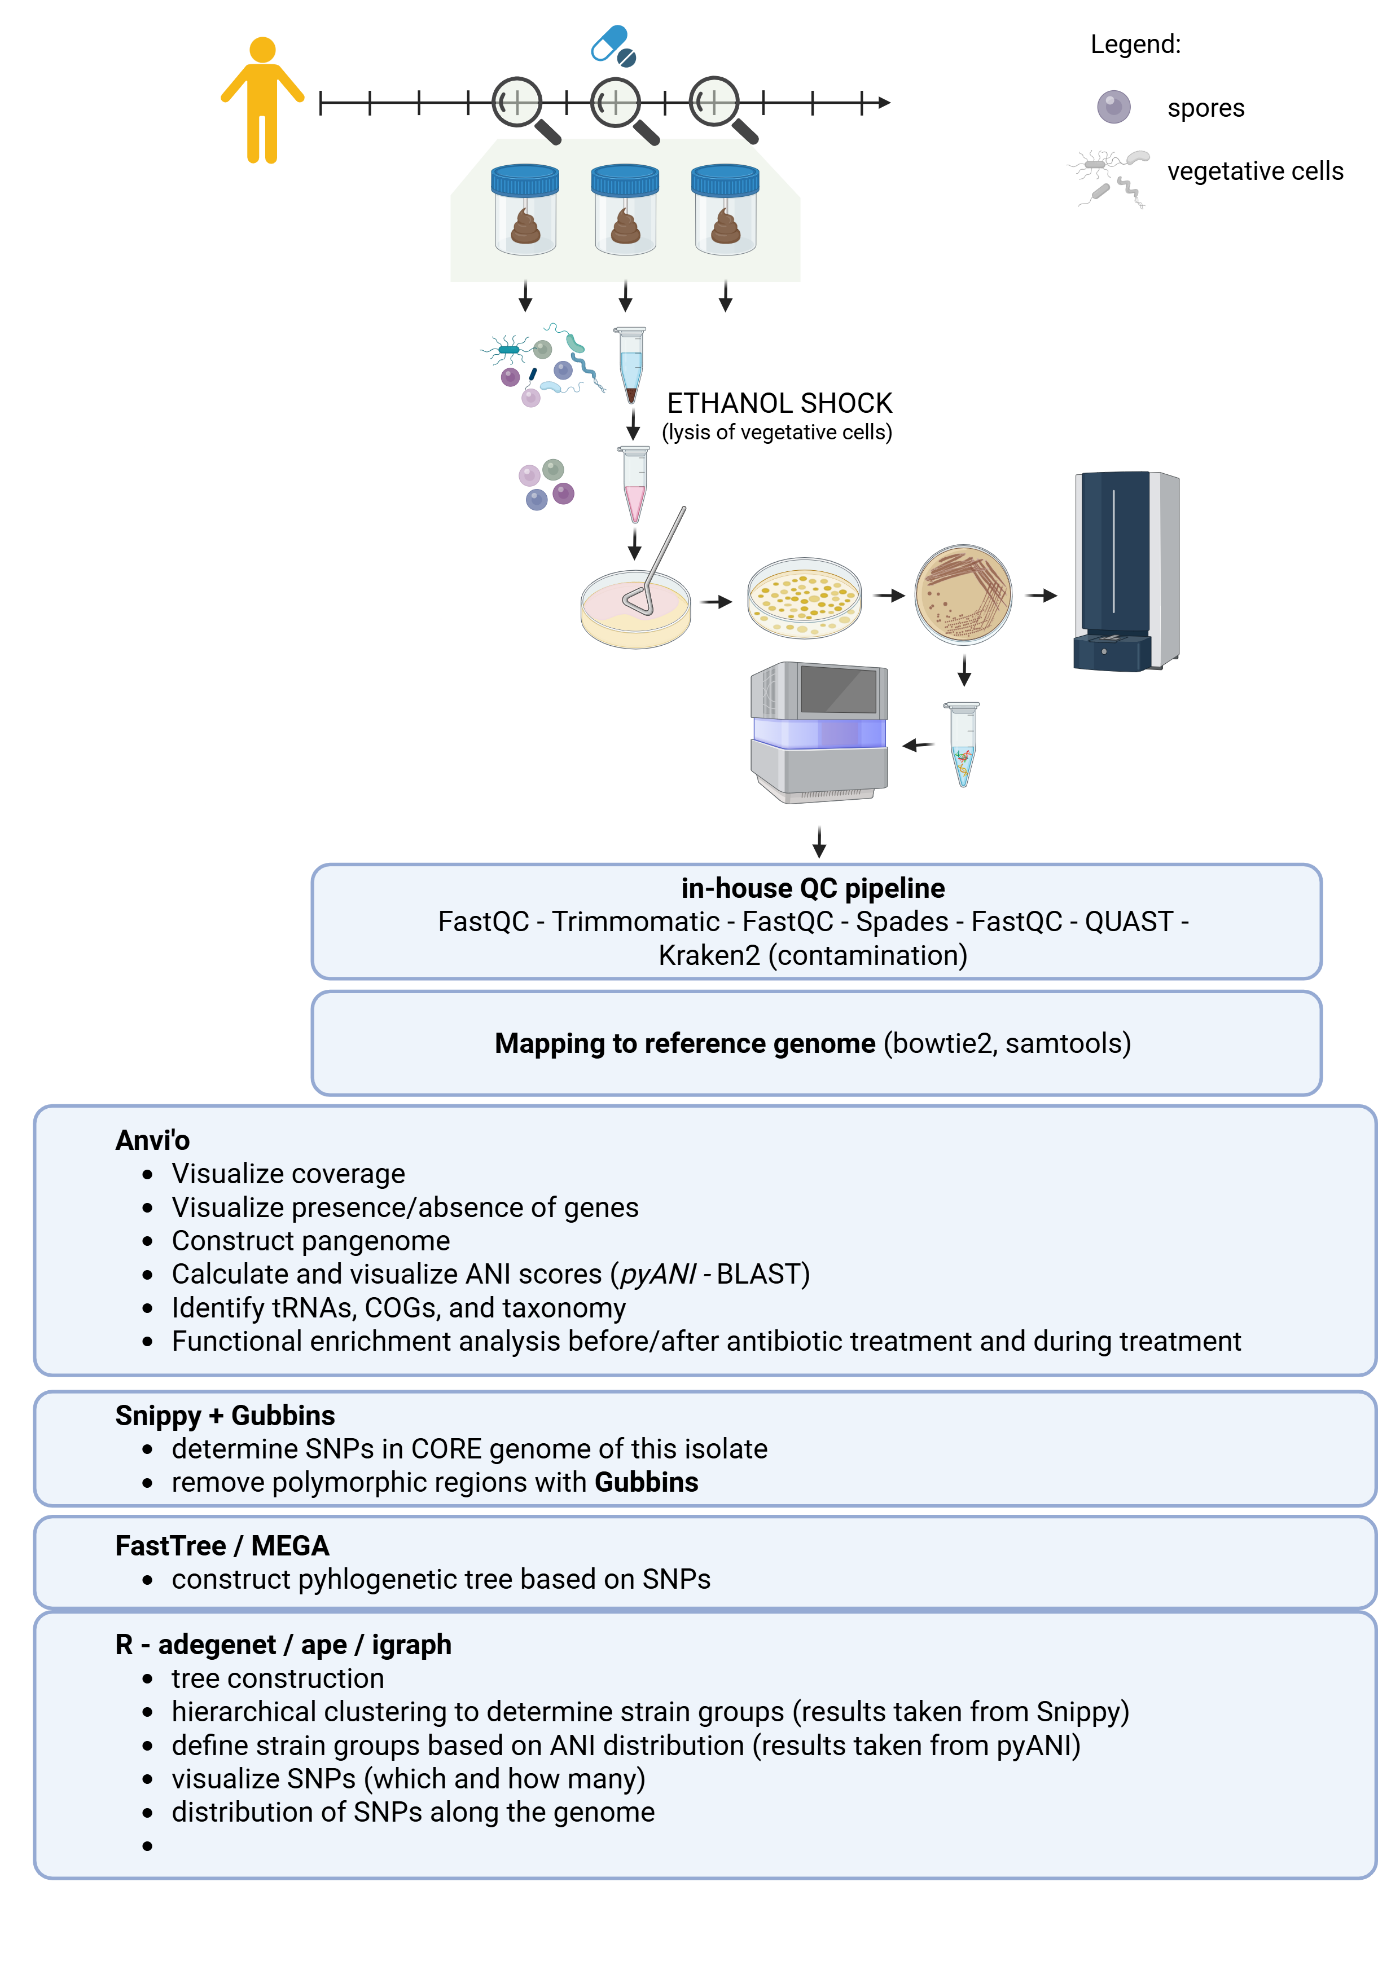 Legend:
spores
vegetative cells
ETHANOL SHOCK
(lysis of vegetative cells)
in-house QC pipeline
FastQC - Trimmomatic - FastQC - Spades - FastQC - QUAST -
Kraken2 (contamination)
Mapping to reference genome (bowtie2, samtools)
Anvi'o
• Visualize coverage
• Visualize presence/absence of genes
• Construct pangenome
• Calculate and visualize ANI scores (pyANI - BLAST)
• Identify tRNAs, COGs, and taxonomy
• Functional enrichment analysis before/after antibiotic treatment and during treatment
Snippy + Gubbins
• determine SNPs in CORE genome of this isolate
• remove polymorphic regions with Gubbins
FastTree / MEGA
• construct pyhlogenetic tree based on SNPs
R - adegenet / ape / igraph
• tree construction
• hierarchical clustering to determine strain groups (results taken from Snippy)
• define strain groups based on ANI distribution (results taken from pyANI)
• visualize SNPs (which and how many)
• distribution of SNPs along the genome
•